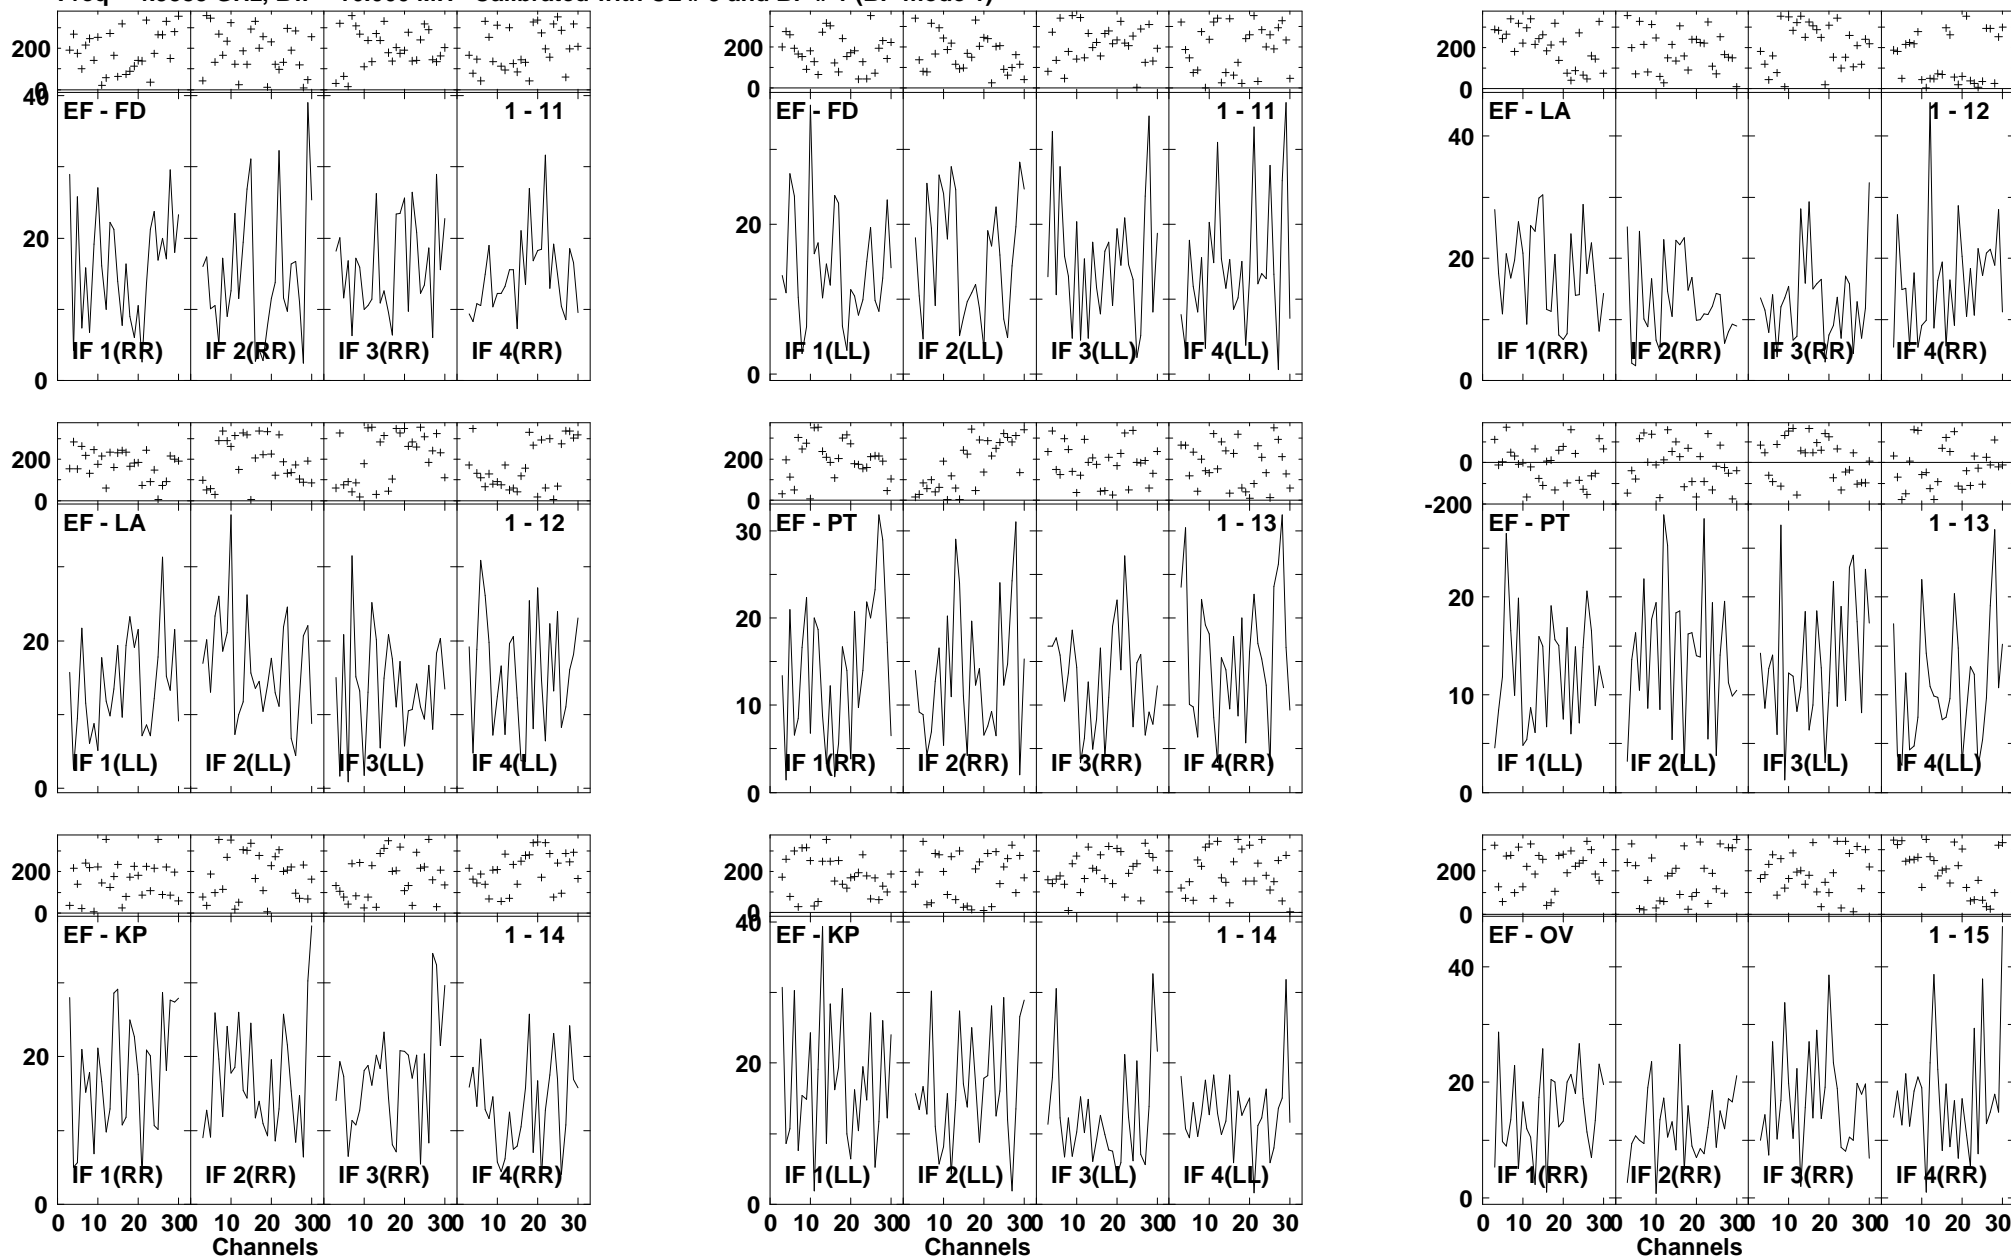 200
0
40
20
0
EF - FD
1 - 11
IF 1(RR)
IF 2(RR)
IF 3(RR)
IF 4(RR)
200
0
20
0
EF - FD
1 - 11
IF 1(LL)
IF 2(LL)
IF 3(LL)
IF 4(LL)
200
0
40
20
0
EF - LA
1 - 12
IF 1(RR)
IF 2(RR)
IF 3(RR)
IF 4(RR)
200
0
20
0
EF - LA
1 - 12
IF 1(LL)
IF 2(LL)
IF 3(LL)
IF 4(LL)
200
0
30
20
10
0
EF - PT
1 - 13
IF 1(RR)
IF 2(RR)
IF 3(RR)
IF 4(RR)
0
-200
20
10
0
EF - PT
1 - 13
IF 1(LL)
IF 2(LL)
IF 3(LL)
IF 4(LL)
200
0
20
0
EF - KP
1 - 14
IF 1(RR)
IF 2(RR)
IF 3(RR)
IF 4(RR)
0 10 20 30 0 10 20 30 0 10 20 30 0 10 20 30
Channels
200
0
40
20
0
EF - KP
1 - 14
IF 1(LL)
IF 2(LL)
IF 3(LL)
IF 4(LL)
0 10 20 30 0 10 20 30 0 10 20 30 0 10 20 30
Channels
200
0
40
20
0
EF - OV
1 - 15
IF 1(RR)
IF 2(RR)
IF 3(RR)
IF 4(RR)
0 10 20 30 0 10 20 30 0 10 20 30 0 10 20 30
Channels